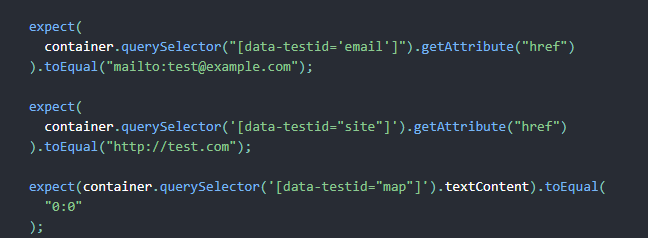 expect(
  container.querySelector("[data-testid='email']").getAttribute("href")
).toEqual("mailto:test@example.com");
expect(
  container.querySelector('[data-testid="site"]').getAttribute("href")
).toEqual("http://test.com");
expect(container.querySelector('[data-testid="map"]').textContent).toEqual(
  "0:0"
);